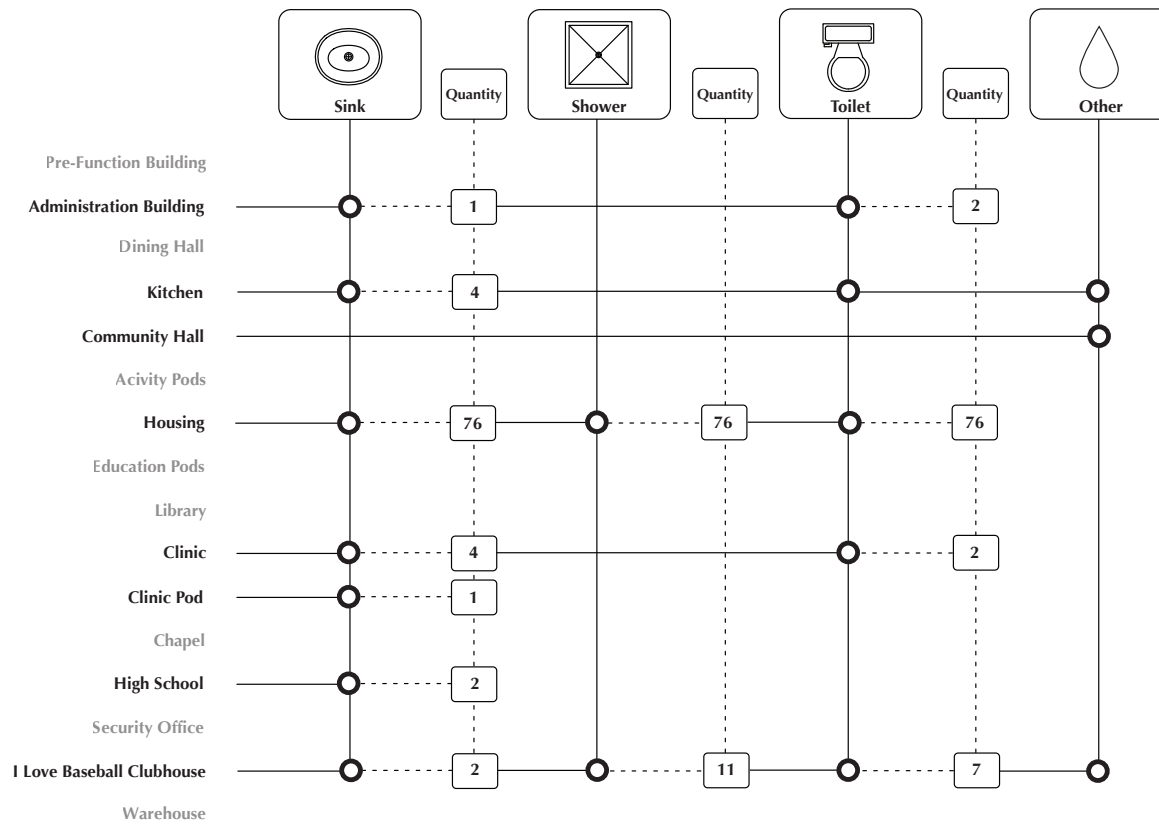 Sink
Quantity
Shower
Quantity
Toilet
Quantity
Other
Pre-Function Building
Administration Building 1 2
Dining Hall
Kitchen 4
Community Hall
Acivity Pods
Housing 76 76 76
Education Pods
Library
Clinic 4 2
Clinic Pod 1
Chapel
High School 2
Security Office
I Love Baseball Clubhouse 2 11 7
Warehouse